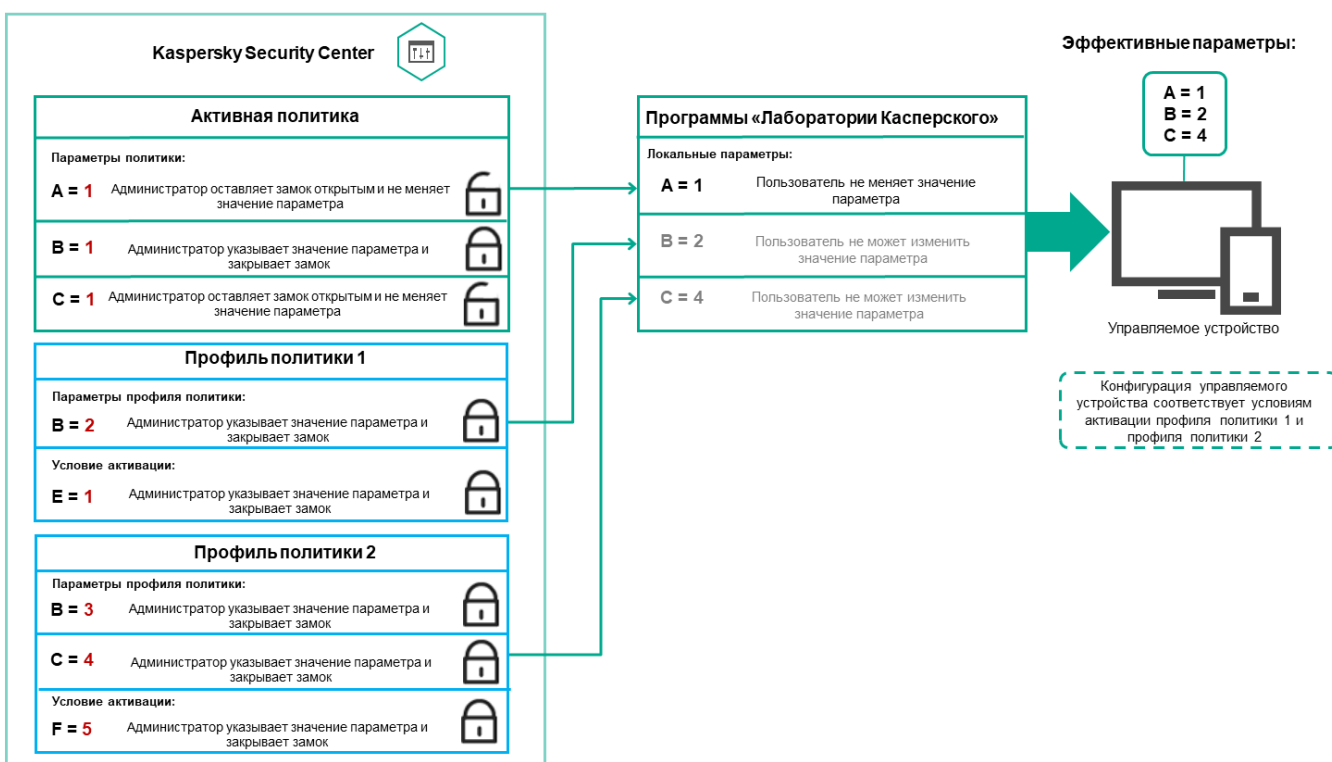 Kaspersky Security Center
Активная политика
Параметры политики:
A = 1
Администратор оставляет замок открытым и не меняет
значение параметра
B = 1
Администратор указывает значение параметра и
закрывает замок
C = 1
Администратор оставляет замок открытым и не меняет
значение параметра
Профиль политики 1
Параметры профиля политики:
B = 2
Администратор указывает значение параметра и
закрывает замок
Условие активации:
E = 1
Администратор указывает значение параметра и
закрывает замок
Профиль политики 2
Параметры профиля политики:
B = 3
Администратор указывает значение параметра и
закрывает замок
C = 4
Администратор указывает значение параметра и
закрывает замок
Условие активации:
F = 5
Администратор указывает значение параметра и
закрывает замок
Программы «Лаборатории Касперского»
Локальные параметры:
A = 1
Пользователь не меняет значение
параметра
B = 2
Пользователь не может изменить
значение параметра
C = 4
Пользователь не может изменить
значение параметра
Эффективные параметры:
A = 1
B = 2
C = 4
Управляемое устройство
Конфигурация управляемого
устройства соответствует условиям
активации профиля политики 1 и
профиля политики 2